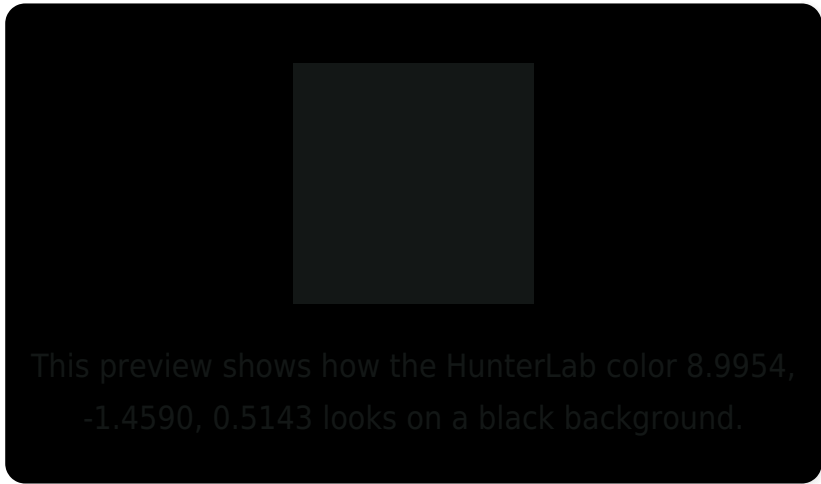 This preview shows how the HunterLab color 8.9954,
-1.4590, 0.5143 looks on a black background.